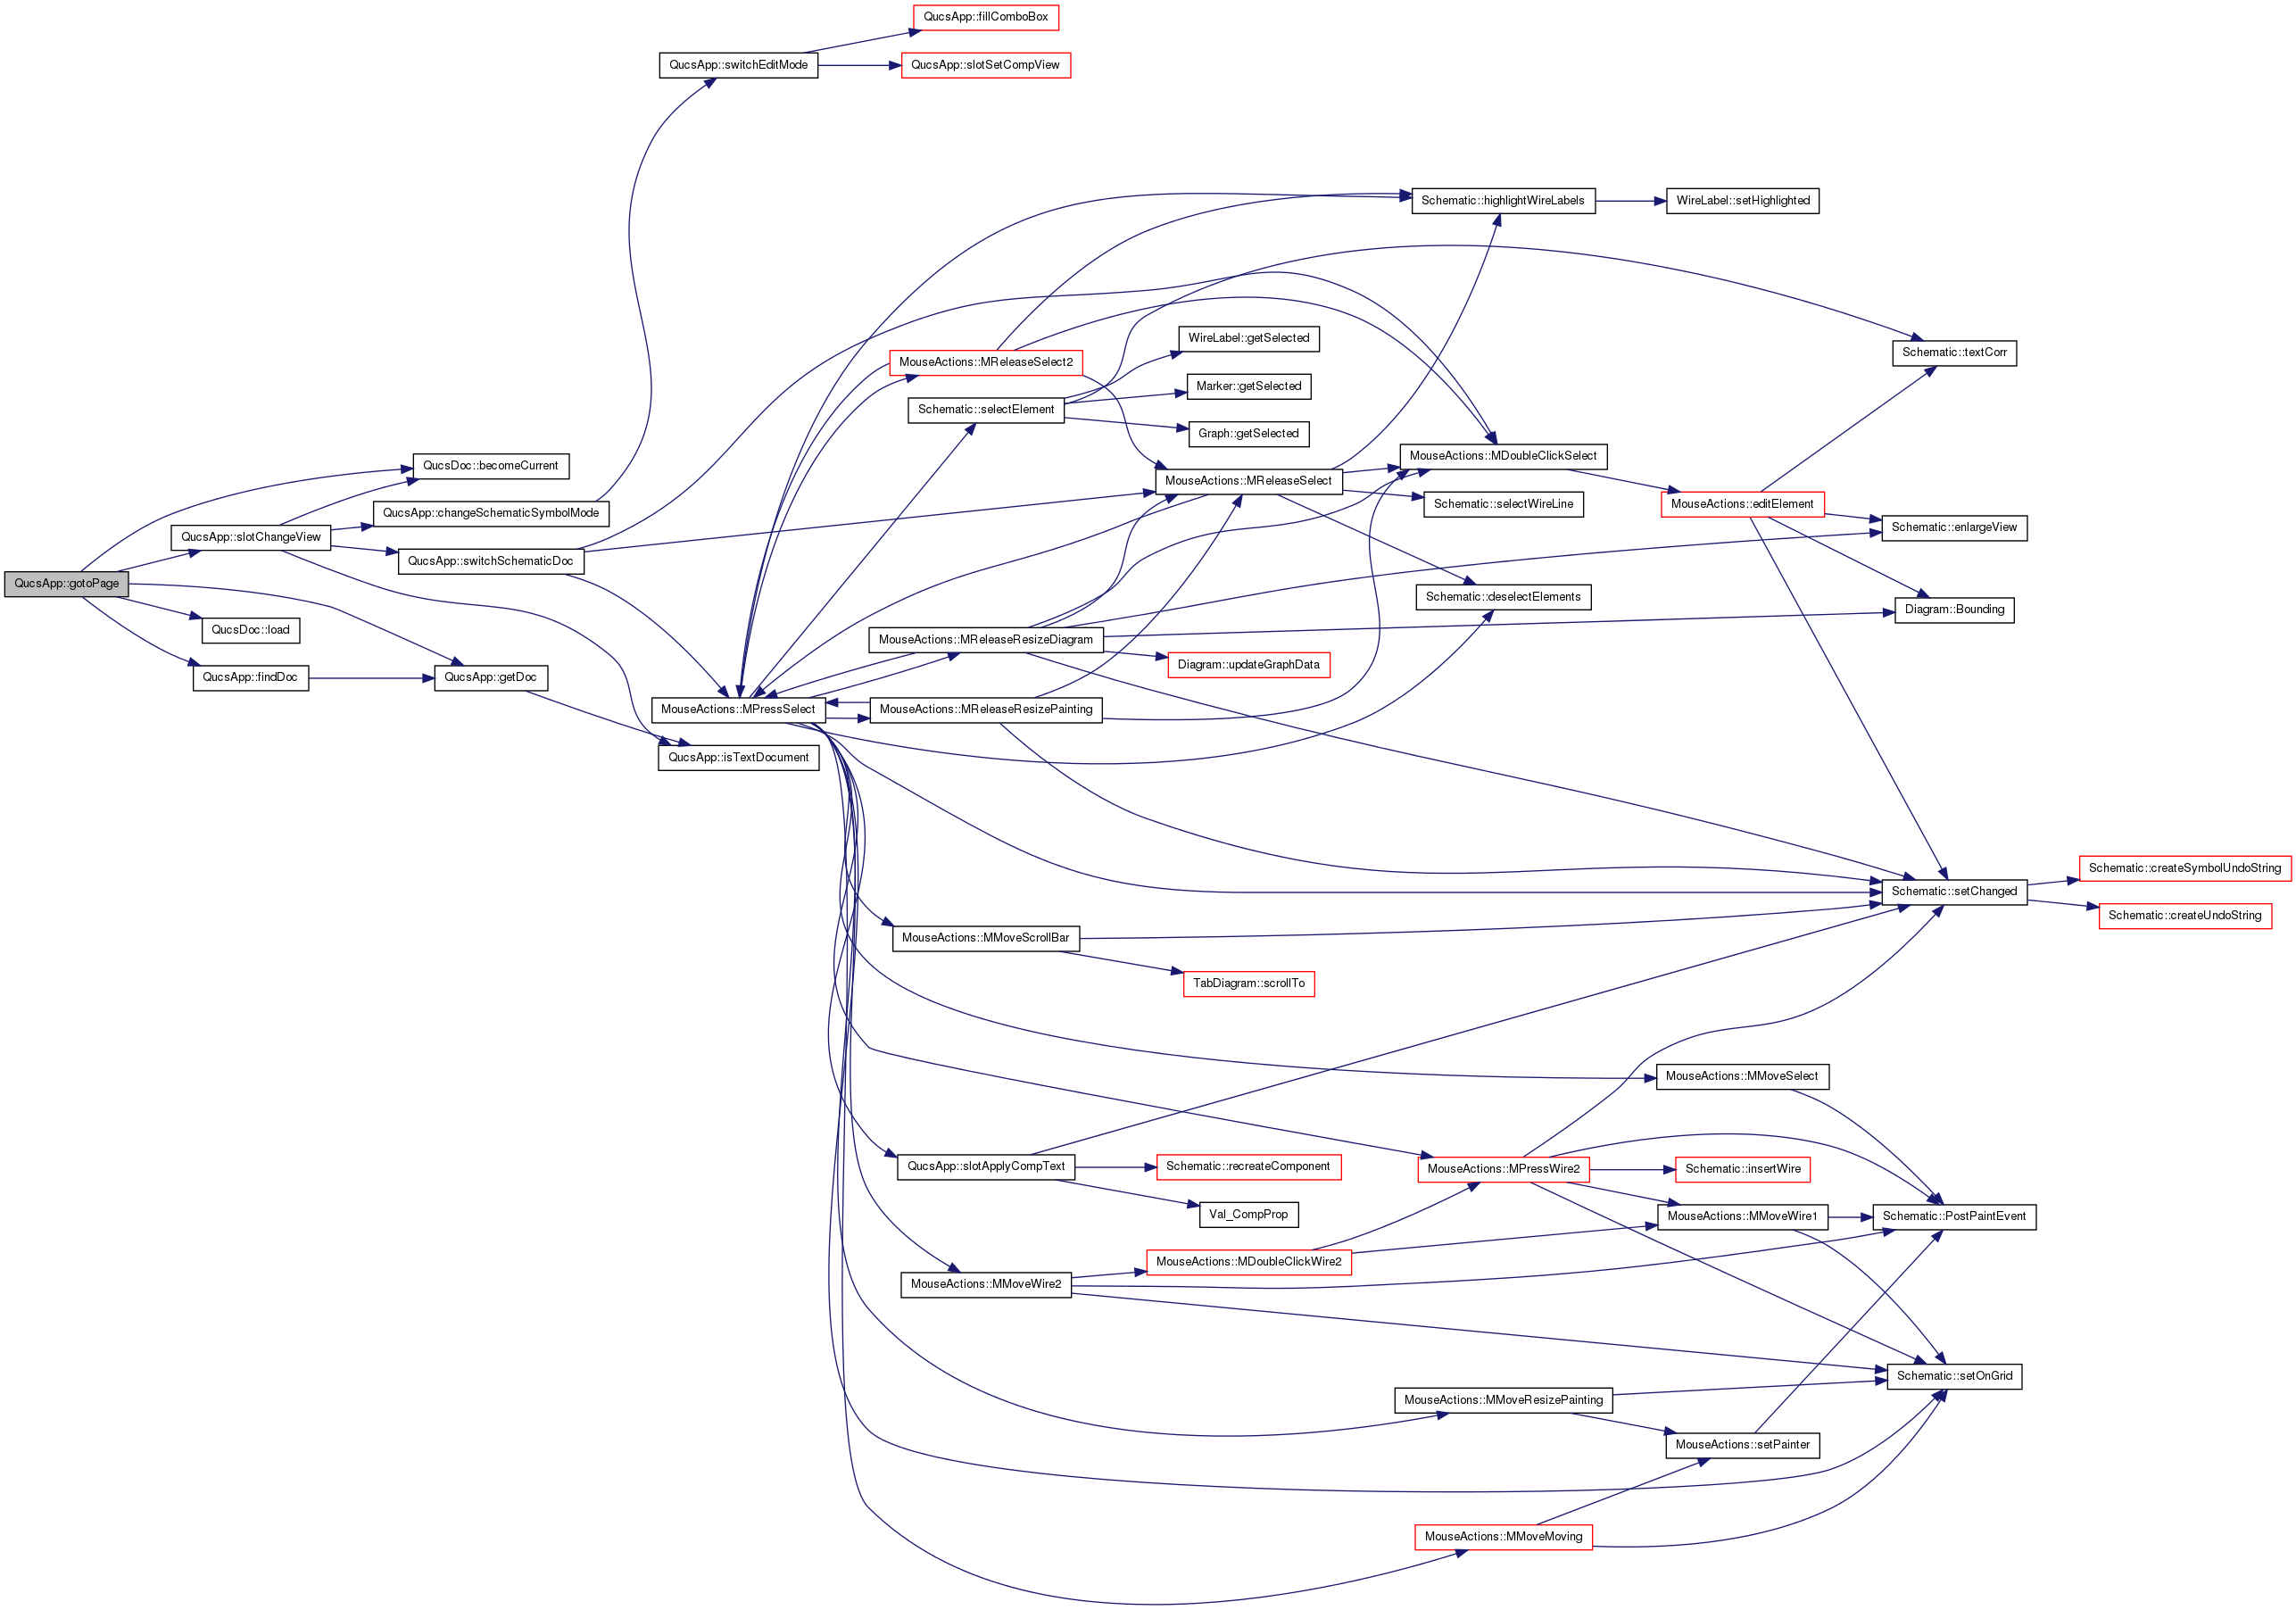 QucsApp::fillComboBox
QucsApp::switchEditMode
QucsApp::slotSetCompView
Schematic::highlightWireLabels
WireLabel::setHighlighted
WireLabel::getSelected
Schematic::textCorr
MouseActions::MReleaseSelect2
Marker::getSelected
Schematic::selectElement
Graph::getSelected
MouseActions::MDoubleClickSelect
QucsDoc::becomeCurrent
MouseActions::MReleaseSelect
Schematic::selectWireLine
MouseActions::editElement
QucsApp::changeSchematicSymbolMode
Schematic::enlargeView
QucsApp::slotChangeView
QucsApp::switchSchematicDoc
QucsApp::gotoPage
Schematic::deselectElements
Diagram::Bounding
QucsDoc::load
MouseActions::MReleaseResizeDiagram
Diagram::updateGraphData
QucsApp::findDoc
QucsApp::getDoc
MouseActions::MPressSelect
MouseActions::MReleaseResizePainting
QucsApp::isTextDocument
Schematic::createSymbolUndoString
Schematic::setChanged
Schematic::createUndoString
MouseActions::MMoveScrollBar
TabDiagram::scrollTo
MouseActions::MMoveSelect
QucsApp::slotApplyCompText
Schematic::recreateComponent
MouseActions::MPressWire2
Schematic::insertWire
Val_CompProp
MouseActions::MMoveWire1
Schematic::PostPaintEvent
MouseActions::MDoubleClickWire2
MouseActions::MMoveWire2
Schematic::setOnGrid
MouseActions::MMoveResizePainting
MouseActions::setPainter
MouseActions::MMoveMoving